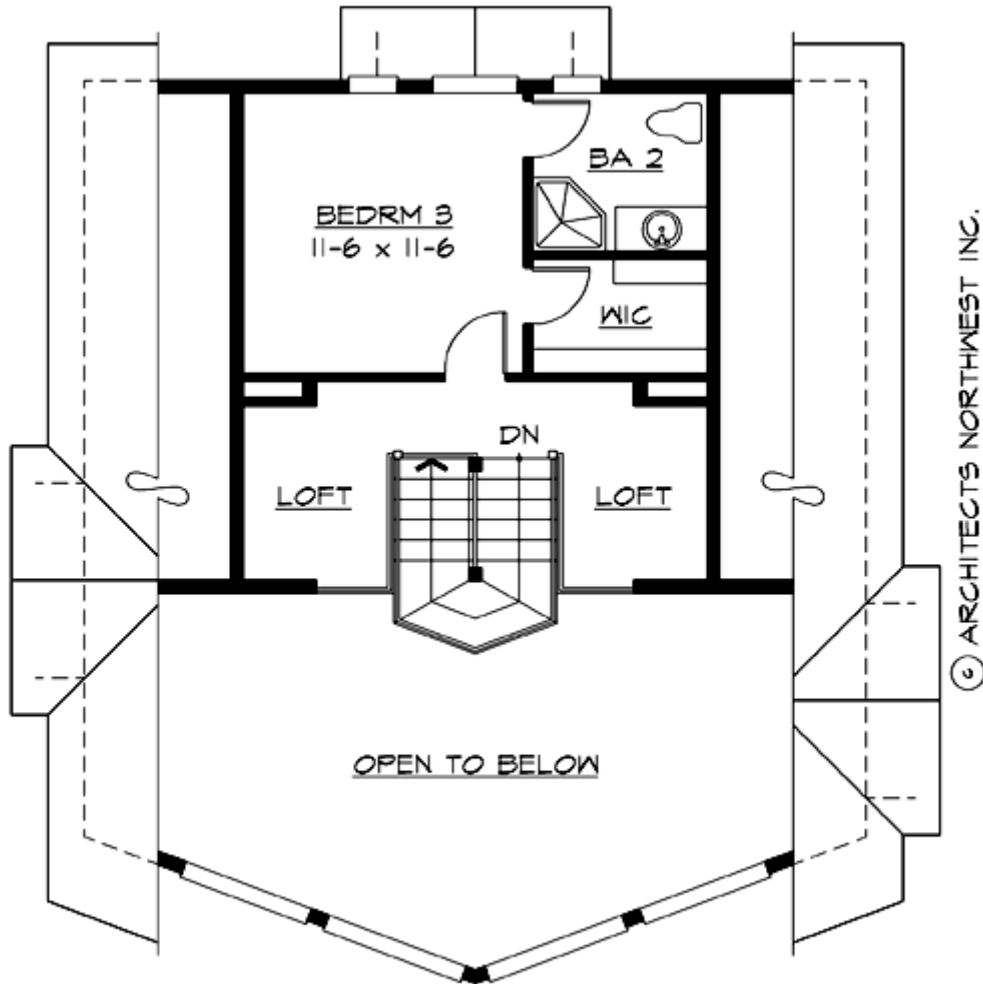 BA 2
BEDRM 3
11-6 x 11-6
WIC
DN
LOFT
LOFT
OPEN TO BELOW
© ARCHITECTS NORTHWEST INC.